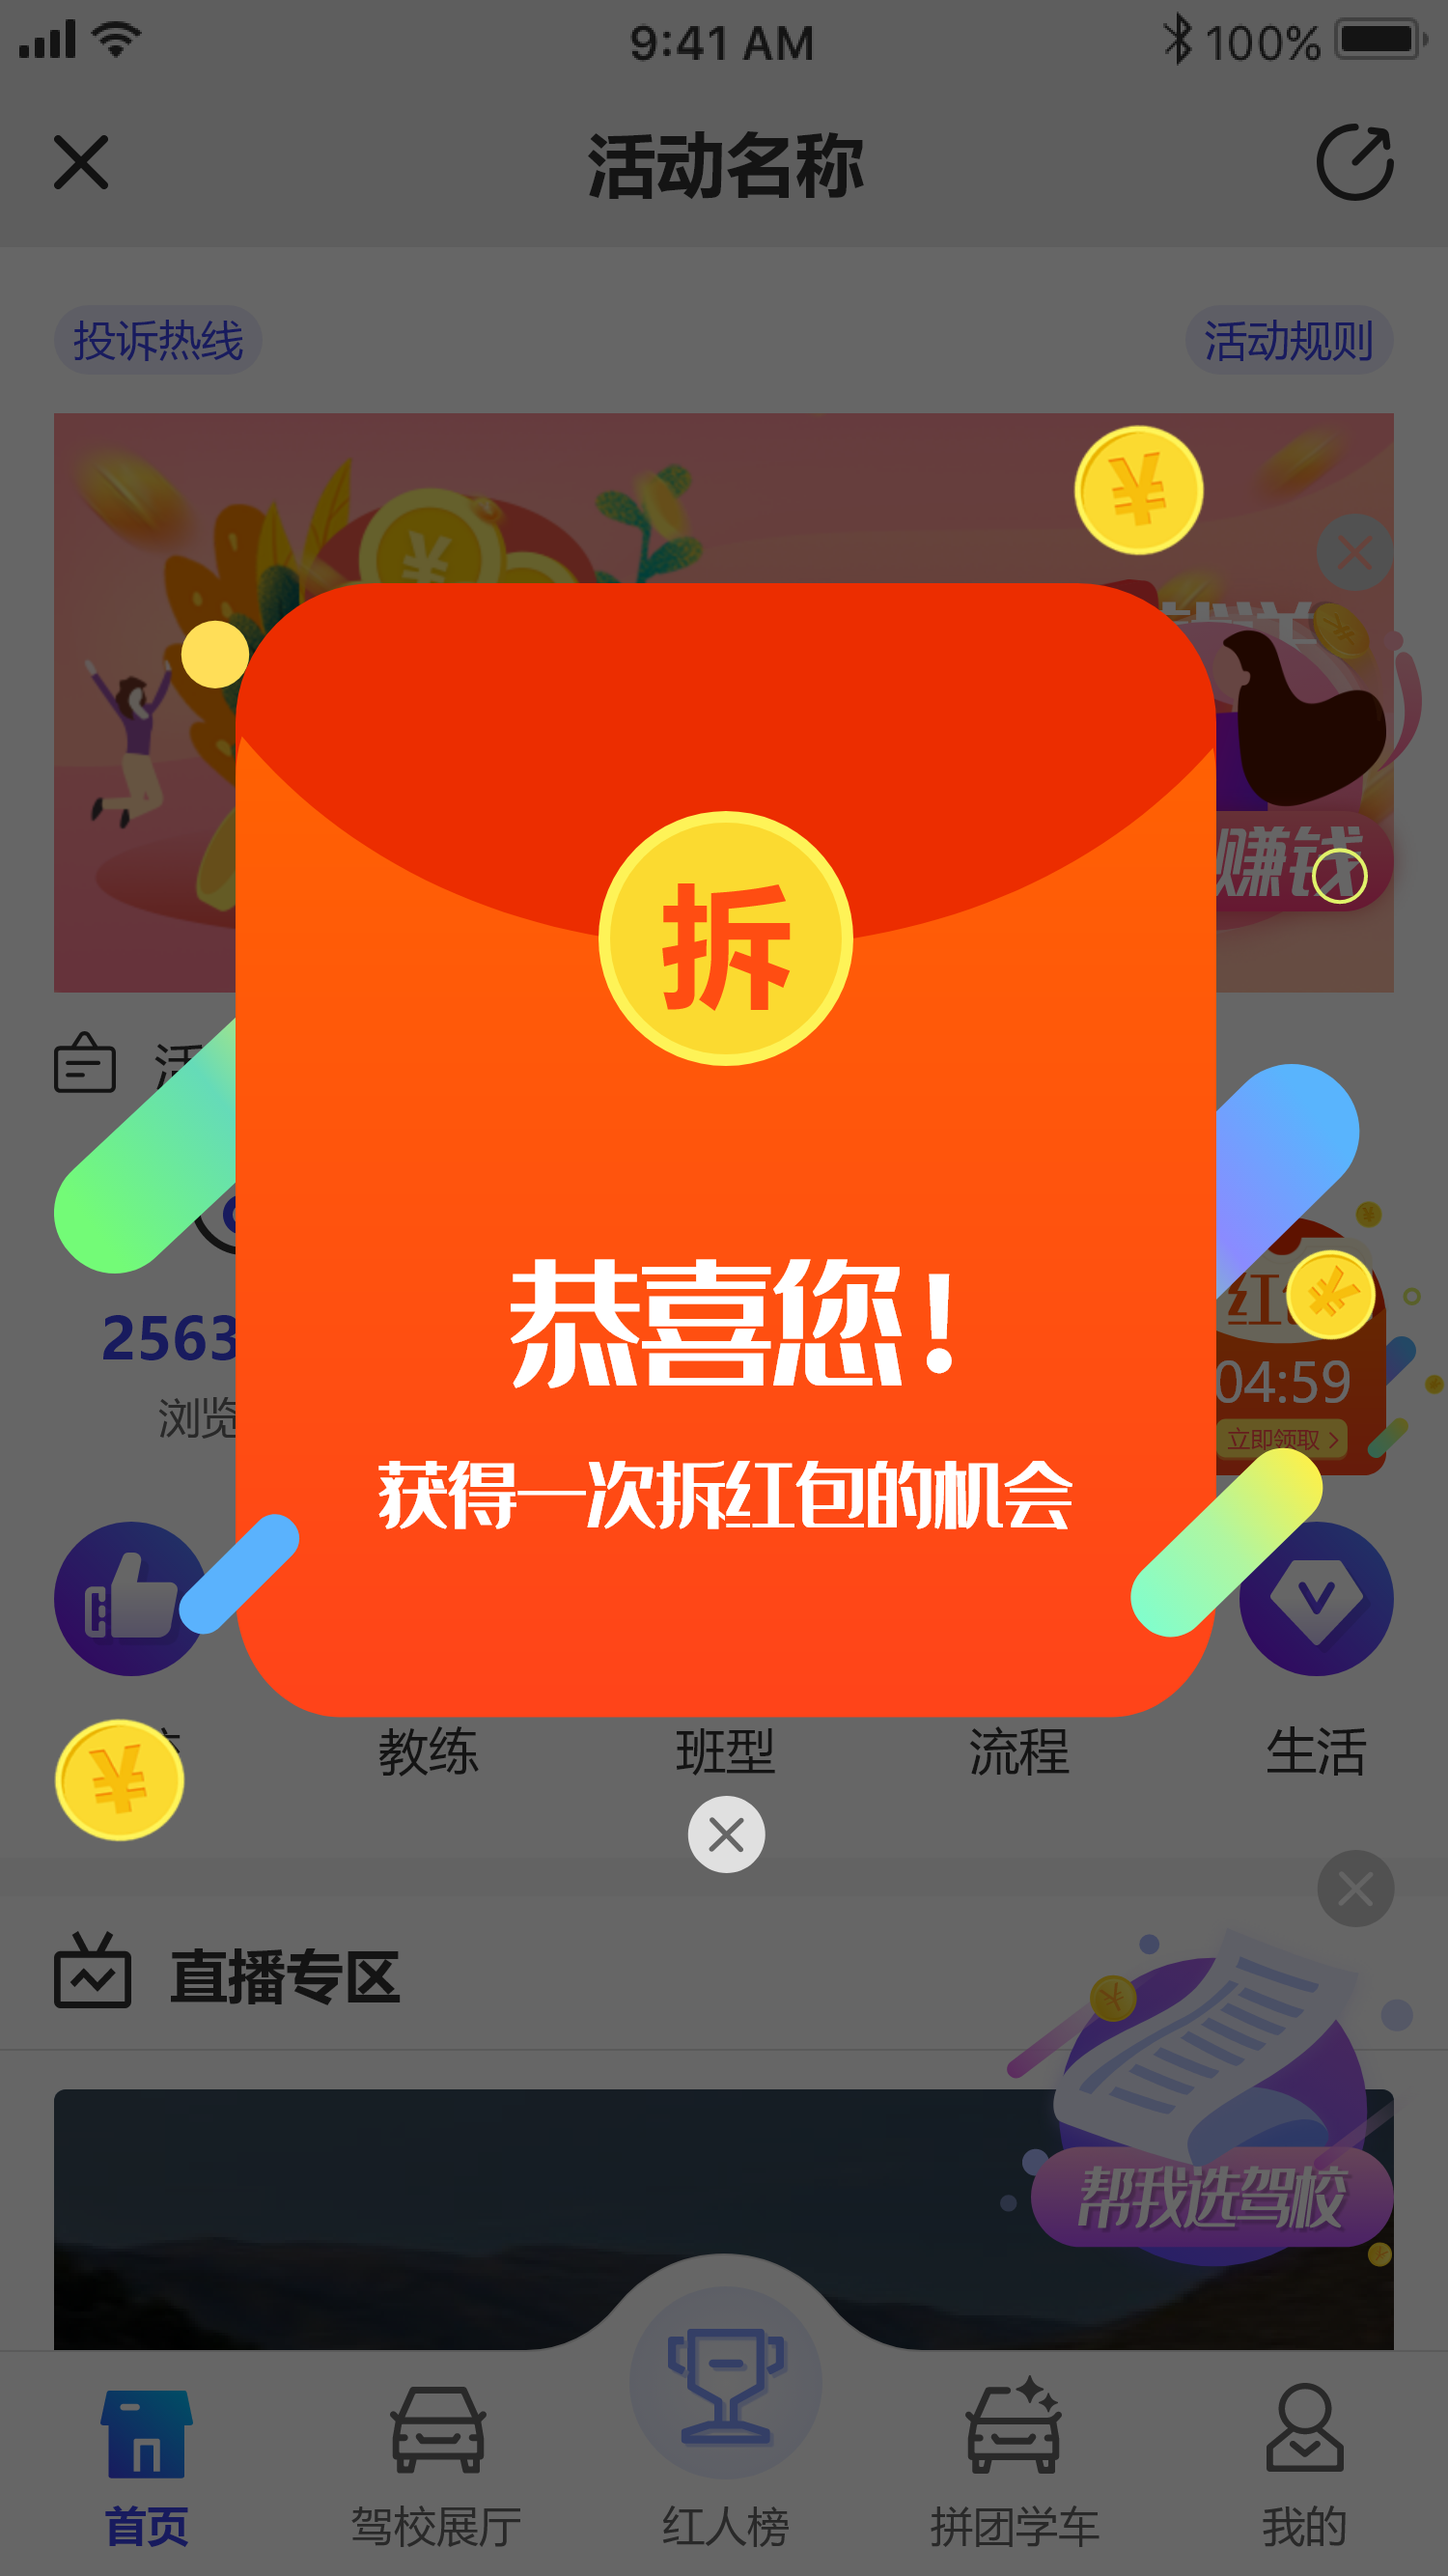 9:41 AM
100%
活动名称
投诉热线
活动规则
赚钱
拆
活
恭喜您！
2563
浏览
04:59
立即领取
获得一次拆红包的机会
教练
班型
流程
生活
直播专区
帮我选驾校
首页
驾校展厅
红人榜
拼团学车
我的